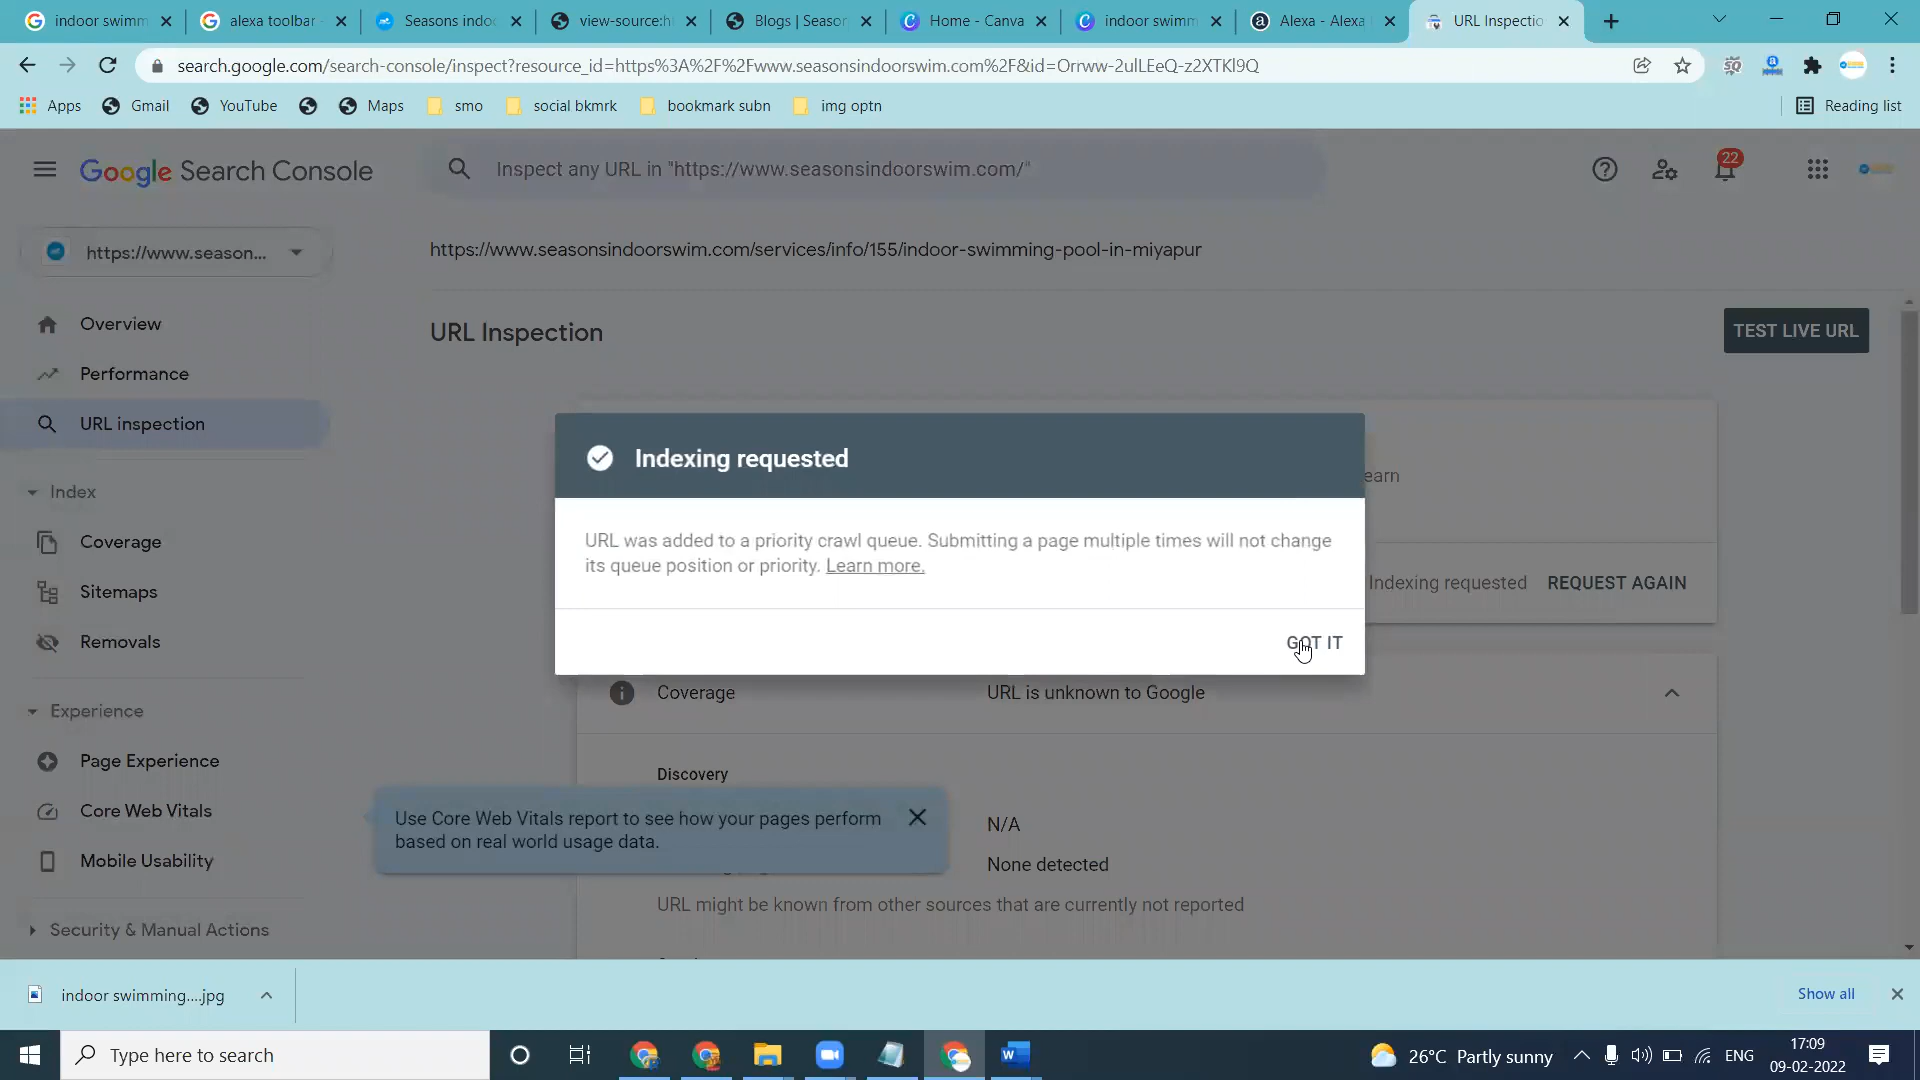 indoor swimm
alexa toolbar -
Seasons indoo
view-source:h
Blogs | Season
Home - Canva
indoor swimm
Alexa - Alexa
URL Inspectio
search.google.com/search-console/inspect?resource_id=https%3A%2F%2Fwww.seasonsindoorswim.com%2F&id=Orrww-2ulLEeQ-z2XTKl9Q
Apps
Gmail
YouTube
Maps
smo
social bkmrk
bookmark subn
img optn
Reading list
Google Search Console
Inspect any URL in "https://www.seasonsindoorswim.com/"
22
https://www.season...
https://www.seasonsindoorswim.com/services/info/155/indoor-swimming-pool-in-miyapur
Overview
Performance
URL inspection
Index
Coverage
Sitemaps
Removals
Experience
Page Experience
Core Web Vitals
Mobile Usability
Security & Manual Actions
URL Inspection
TEST LIVE URL
Indexing requested
earn
URL was added to a priority crawl queue. Submitting a page multiple times will not change
its queue position or priority. Learn more.
Indexing requested
REQUEST AGAIN
GOT IT
Coverage
URL is unknown to Google
Discovery
N/A
Use Core Web Vitals report to see how your pages perform
based on real world usage data.
None detected
URL might be known from other sources that are currently not reported
indoor swimming....jpg
Show all
Type here to search
26°C Partly sunny
ENG
17:09
09-02-2022